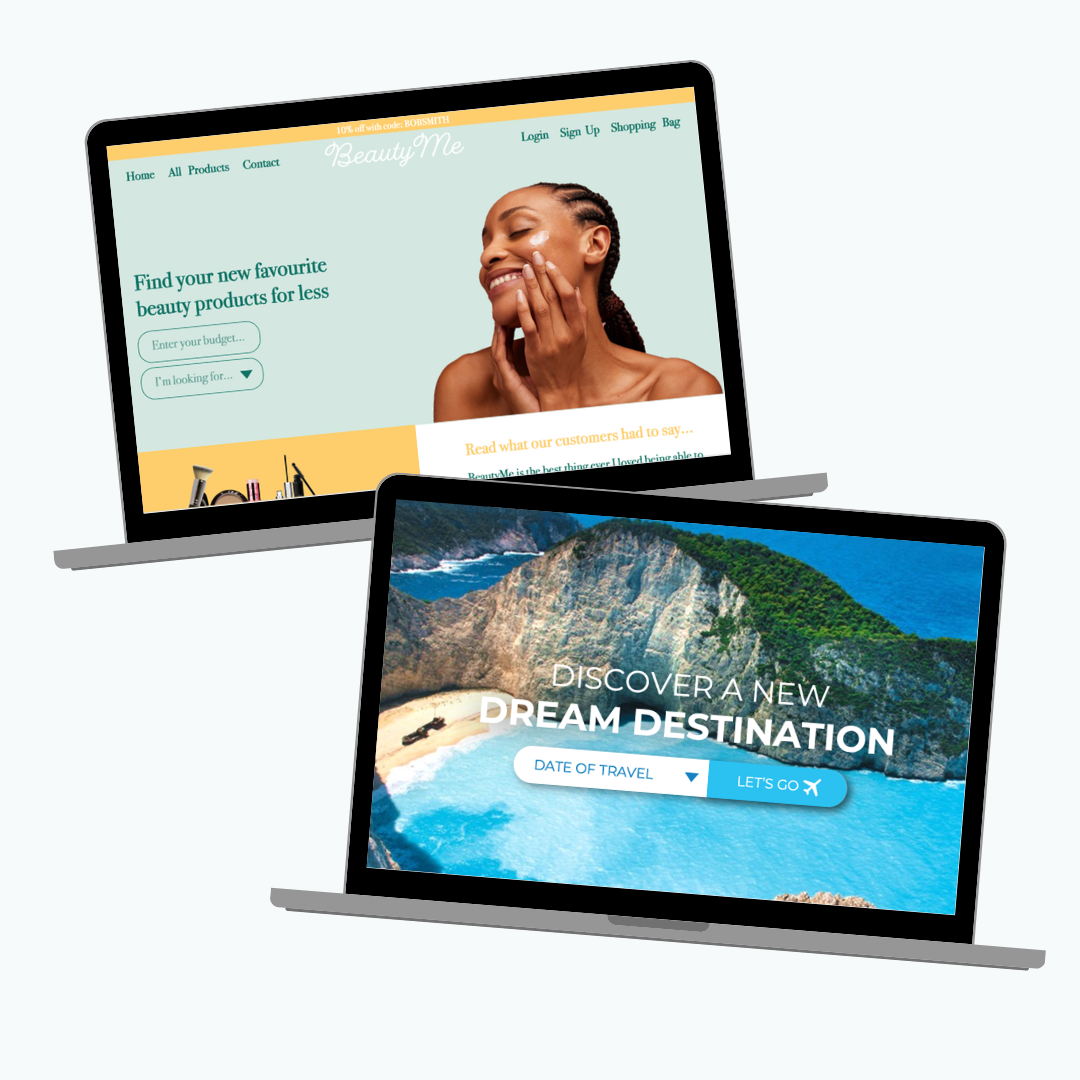 10% off with code: BOBSMITH
BeautyMe
Home All Products Contact
Login Sign Up Shopping Bag
Find your new favourite
beauty products for less
Enter your budget...
I'm looking for...
Read what our customers had to say...
BeautyMe is the best thing ever I loved being able to
DISCOVER A NEW
DREAM DESTINATION
DATE OF TRAVEL
LET'S GO